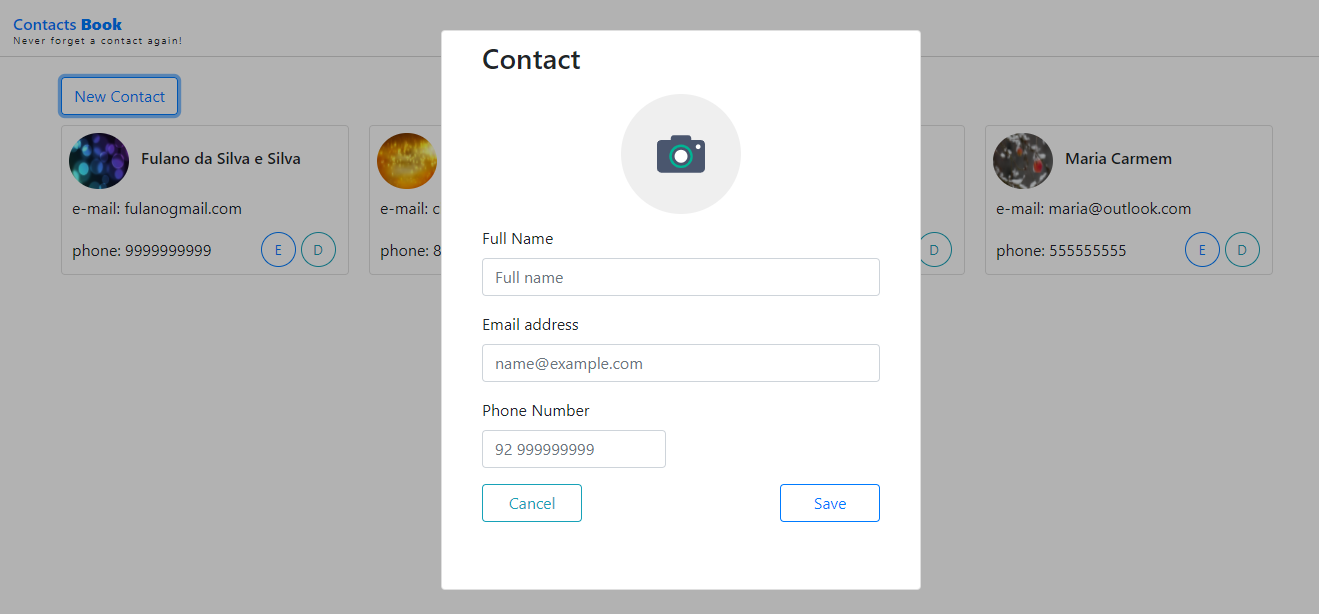 Contacts Book
Never forget a contact again!
New Contact
Fulano da Silva e Silva
e-mail: fulanogmail.com
phone: 9999999999
E
D
e-mail: c
phone: 8
D
Maria Carmem
e-mail: maria@outlook.com
phone: 555555555
E
D
Contact
Full Name
Full name
Email address
name@example.com
Phone Number
92 999999999
Cancel
Save